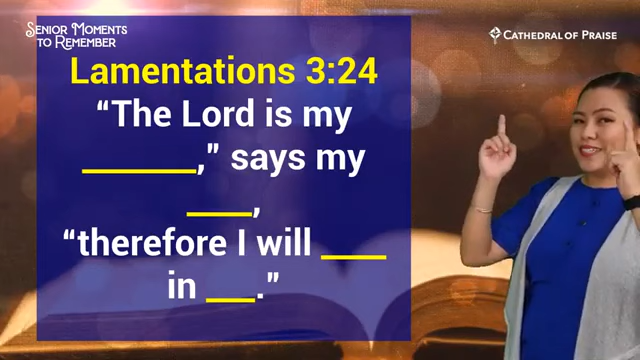 Senior Moments
to Remember
Cathedral of Praise
Lamentations 3:24
“The Lord is my
_______,” says my
____,
“therefore I will ____
in ___.”